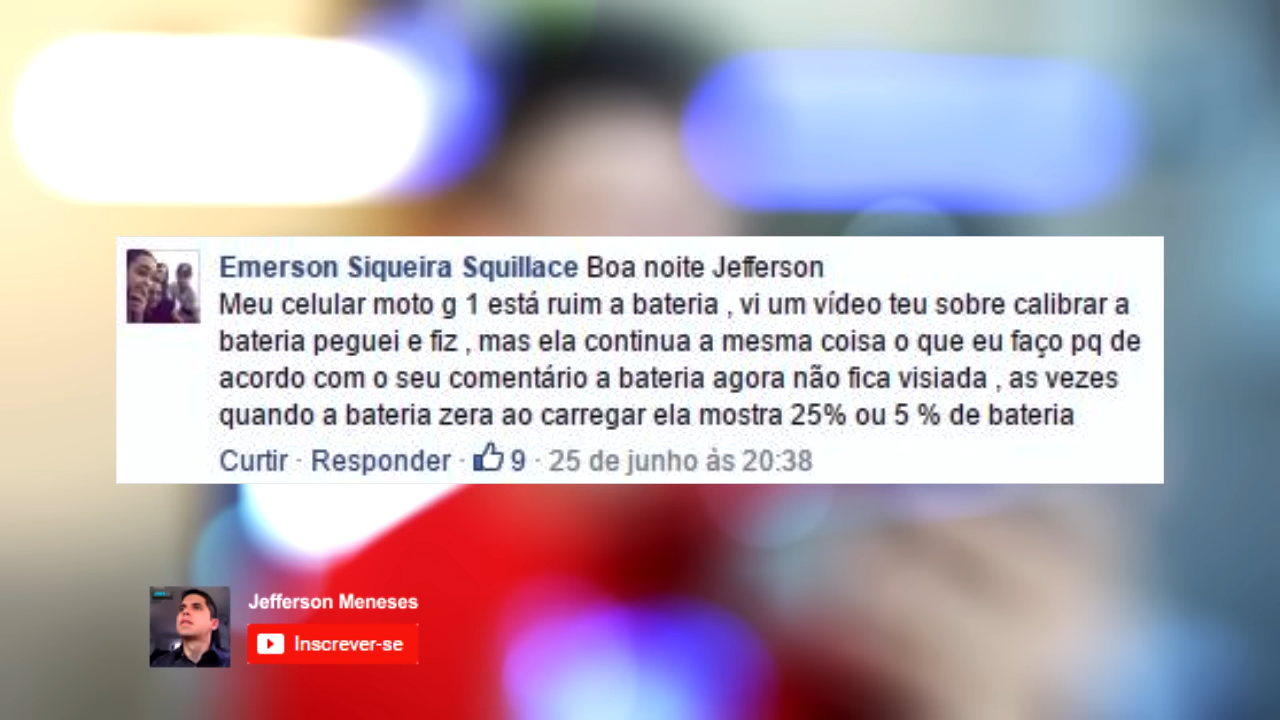 Emerson Siqueira Squillace Boa noite Jefferson
Meu celular moto g 1 está ruim a bateria , vi um vídeo teu sobre calibrar a
bateria peguei e fiz , mas ela continua a mesma coisa o que eu faço pq de
acordo com o seu comentário a bateria agora não fica visiada , as vezes
quando a bateria zera ao carregar ela mostra 25% ou 5 % de bateria
Curtir · Responder · 9 · 25 de junho às 20:38
Jefferson Meneses
Inscrever-se